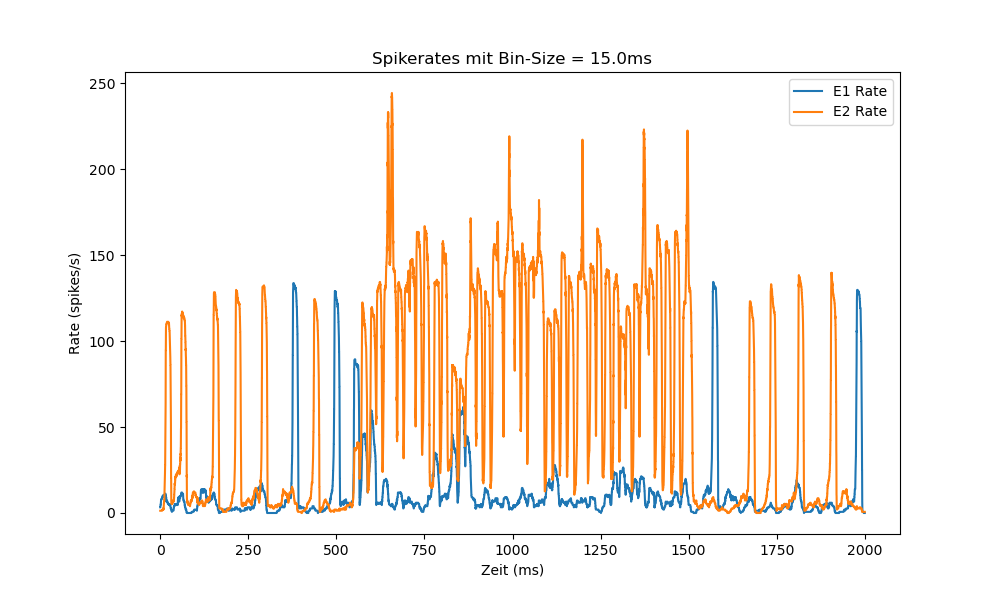 Spikerates mit Bin-Size = 15.0ms
E1 Rate
E2 Rate
Rate (spikes/s)
250
200
150
100
50
0
0 250 500 750 1000 1250 1500 1750 2000
Zeit (ms)